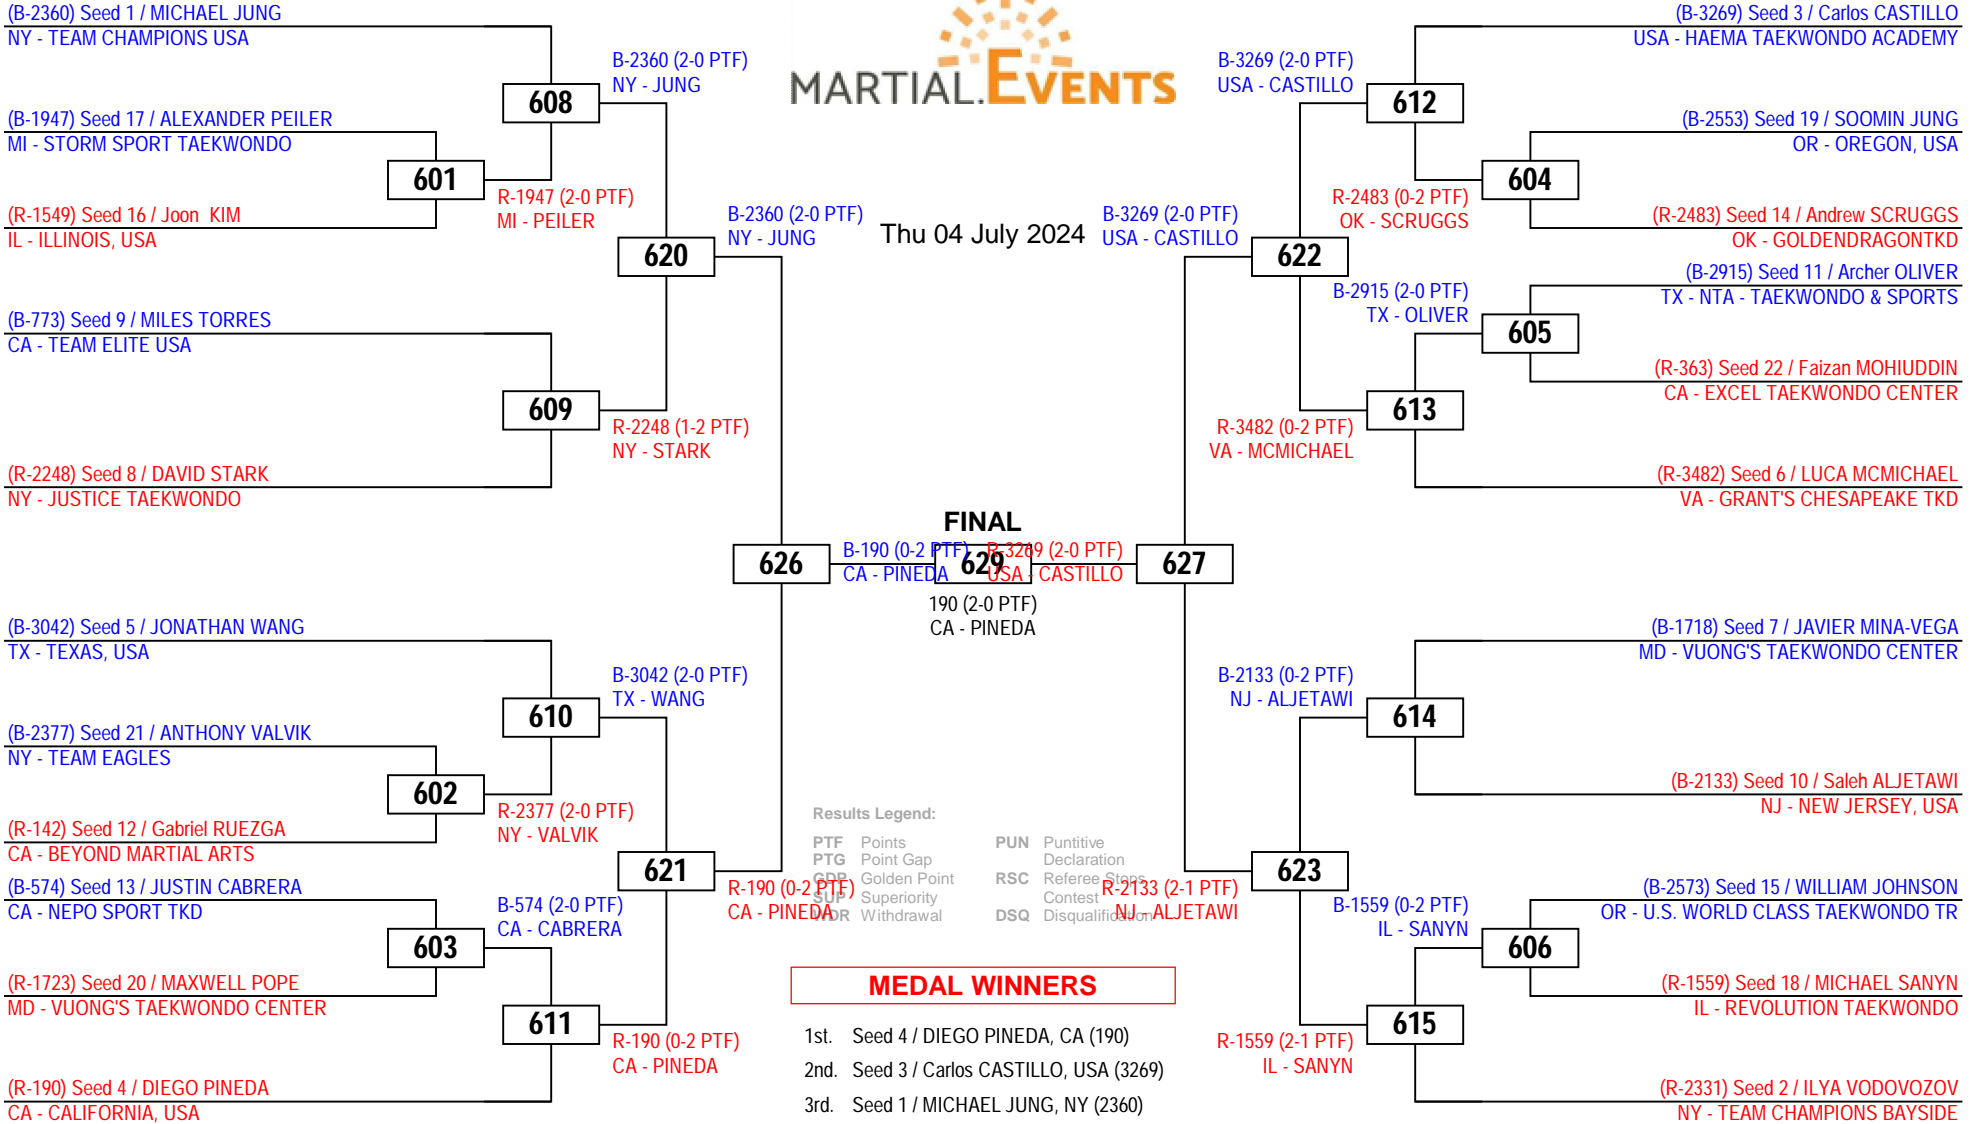 (B-2360) Seed 1 / MICHAEL JUNG
NY - TEAM CHAMPIONS USA
(B-1947) Seed 17 / ALEXANDER PEILER
MI - STORM SPORT TAEKWONDO
(R-1549) Seed 16 / Joon  KIM
IL - ILLINOIS, USA
(B-773) Seed 9 / MILES TORRES
CA - TEAM ELITE USA
(R-2248) Seed 8 / DAVID STARK
NY - JUSTICE TAEKWONDO
(B-3042) Seed 5 / JONATHAN WANG
TX - TEXAS, USA
(B-2377) Seed 21 / ANTHONY VALVIK
NY - TEAM EAGLES
(R-142) Seed 12 / Gabriel RUEZGA
CA - BEYOND MARTIAL ARTS
(B-574) Seed 13 / JUSTIN CABRERA
CA - NEPO SPORT TKD
(R-1723) Seed 20 / MAXWELL POPE
MD - VUONG'S TAEKWONDO CENTER
(R-190) Seed 4 / DIEGO PINEDA
CA - CALIFORNIA, USA
601
R-1947 (2-0 PTF)
MI - PEILER
602
R-2377 (2-0 PTF)
NY - VALVIK
603
B-574 (2-0 PTF)
CA - CABRERA
608
B-2360 (2-0 PTF)
NY - JUNG
609
R-2248 (1-2 PTF)
NY - STARK
610
B-3042 (2-0 PTF)
TX - WANG
611
R-190 (0-2 PTF)
CA - PINEDA
620
B-2360 (2-0 PTF)
NY - JUNG
621
R-190 (0-2 PTF)
CA - PINEDA
626
B-190 (0-2 PTF)
CA - PINEDA
MARTIAL.EVENTS
Thu 04 July 2024
FINAL
629
190 (2-0 PTF)
CA - PINEDA
R-3269 (2-0 PTF)
USA - CASTILLO
627
B-3269 (2-0 PTF)
USA - CASTILLO
622
R-2133 (2-1 PTF)
NJ - ALJETAWI
623
B-3269 (2-0 PTF)
USA - CASTILLO
612
R-3482 (0-2 PTF)
VA - MCMICHAEL
613
B-2133 (0-2 PTF)
NJ - ALJETAWI
614
R-1559 (2-1 PTF)
IL - SANYN
615
R-2483 (0-2 PTF)
OK - SCRUGGS
604
B-2915 (2-0 PTF)
TX - OLIVER
605
B-1559 (0-2 PTF)
IL - SANYN
606
(B-3269) Seed 3 / Carlos CASTILLO
USA - HAEMA TAEKWONDO ACADEMY
(B-2553) Seed 19 / SOOMIN JUNG
OR - OREGON, USA
(R-2483) Seed 14 / Andrew SCRUGGS
OK - GOLDENDRAGONTKD
(B-2915) Seed 11 / Archer OLIVER
TX - NTA - TAEKWONDO & SPORTS
(R-363) Seed 22 / Faizan MOHIUDDIN
CA - EXCEL TAEKWONDO CENTER
(R-3482) Seed 6 / LUCA MCMICHAEL
VA - GRANT'S CHESAPEAKE TKD
(B-1718) Seed 7 / JAVIER MINA-VEGA
MD - VUONG'S TAEKWONDO CENTER
(B-2133) Seed 10 / Saleh ALJETAWI
NJ - NEW JERSEY, USA
(B-2573) Seed 15 / WILLIAM JOHNSON
OR - U.S. WORLD CLASS TAEKWONDO TR
(R-1559) Seed 18 / MICHAEL SANYN
IL - REVOLUTION TAEKWONDO
(R-2331) Seed 2 / ILYA VODOVOZOV
NY - TEAM CHAMPIONS BAYSIDE
Results Legend:
PTF Points
PTG Point Gap
GDP Golden Point
SUP Superiority
WDR Withdrawal
PUN Puntitive
Declaration
RSC Referee Stops
Contest
DSQ Disqualification
MEDAL WINNERS
1st. Seed 4 / DIEGO PINEDA, CA (190)
2nd. Seed 3 / Carlos CASTILLO, USA (3269)
3rd. Seed 1 / MICHAEL JUNG, NY (2360)